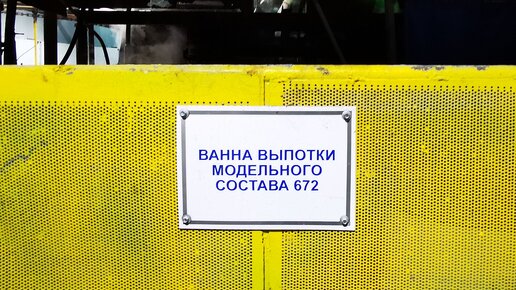 ВАННА ВЫПОТКИ
МОДЕЛЬНОГО
СОСТАВА 672